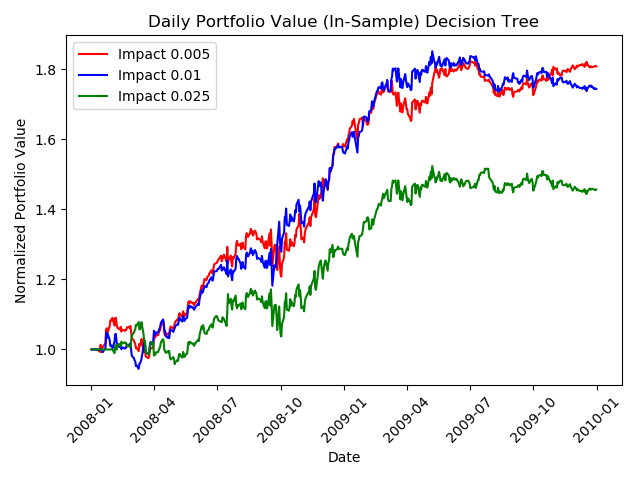 Daily Portfolio Value (In-Sample) Decision Tree
Impact 0.005
Impact 0.01
Impact 0.025
Normalized Portfolio Value
1.8
1.6
1.4
1.2
1.0
2008-01
2008-04
2008-07
2008-10
2009-01
2009-04
2009-07
2009-10
2010-01
Date